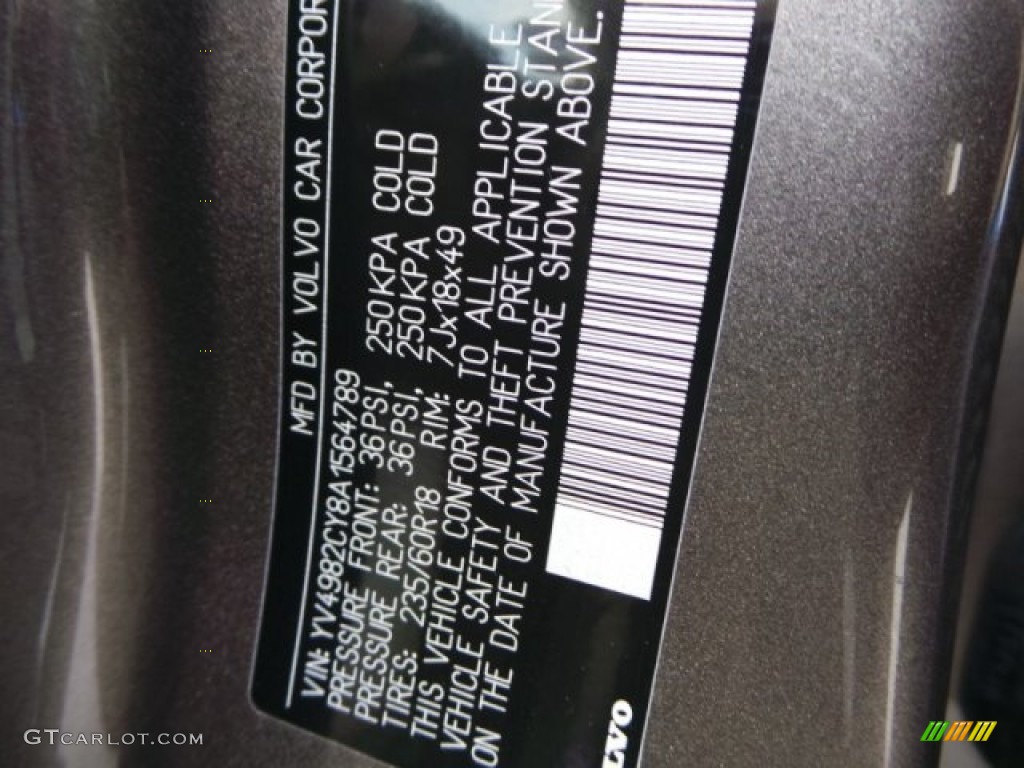 MFD BY VOLVO CAR CORPOR
VIN: YV4982CY8A1564789
PRESSURE FRONT: 36PSI, 250KPA COLD
PRESSURE REAR: 36PSI, 250KPA COLD
TIRES: 235/60R18 RIM: 7Jx18x49
THIS VEHICLE CONFORMS TO ALL APPLICABLE
VEHICLE SAFETY AND THEFT PREVENTION STAN
ON THE DATE OF MANUFACTURE SHOWN ABOVE.
LVO
GTCARLOT.COM